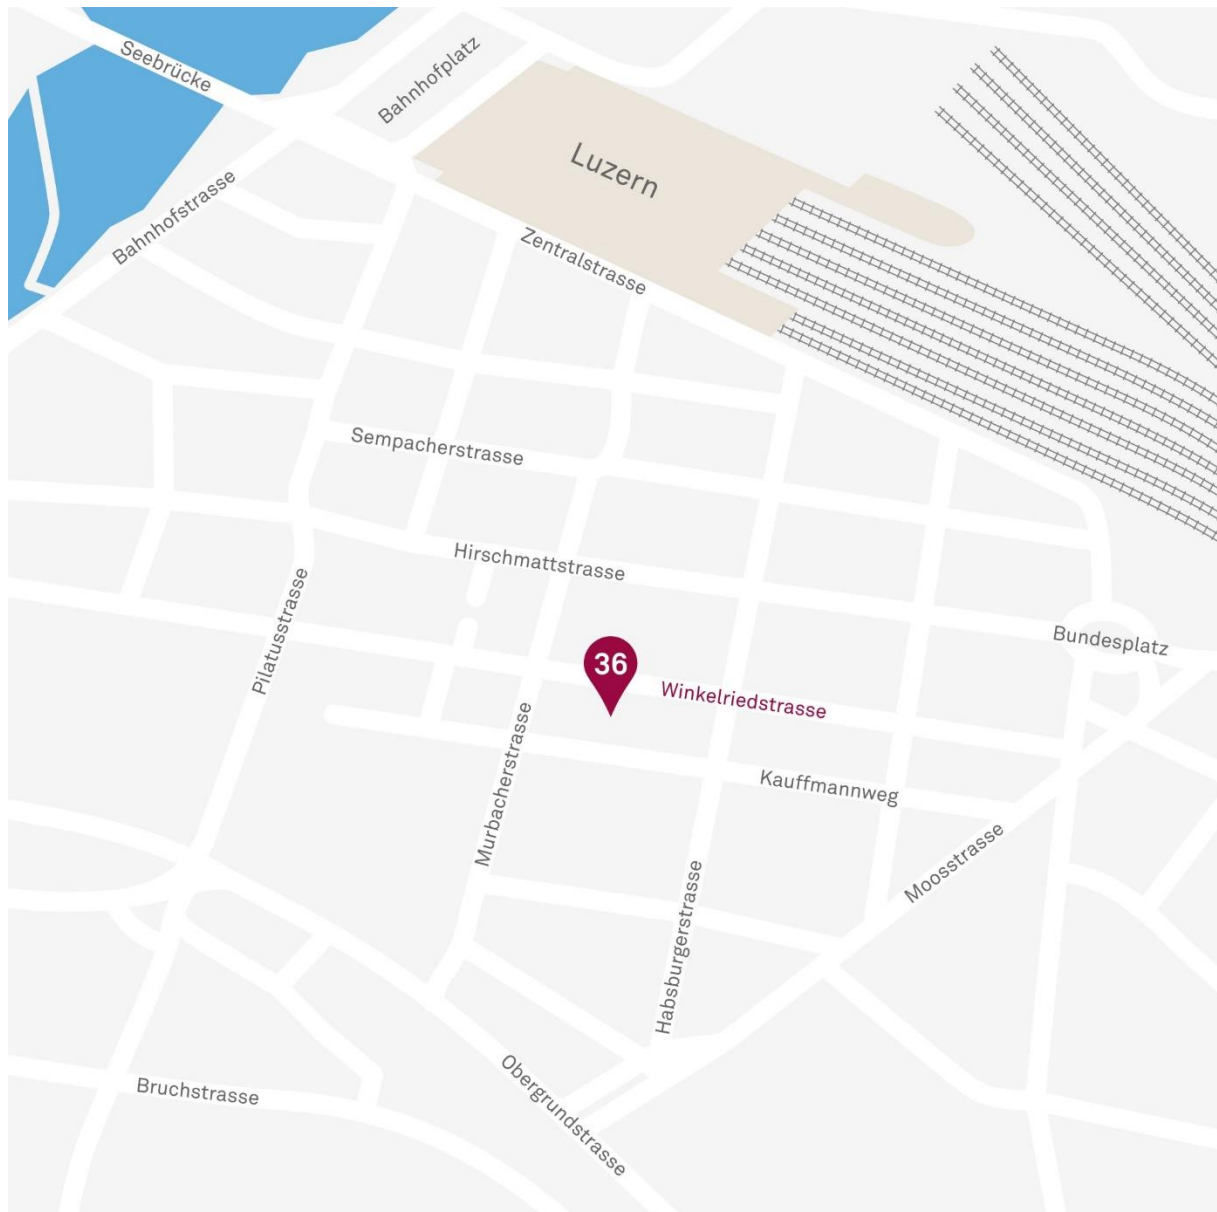 Seebrücke
Bahnhofplatz
Luzern
Bahnhofstrasse
Zentralstrasse
Sempacherstrasse
Hirschmattstrasse
Pilatusstrasse
Bundesplatz
36
Winkelriedstrasse
Murbacherstrasse
Kauffmannweg
Moosstrasse
Habsburgerstrasse
Obergrundstrasse
Bruchstrasse